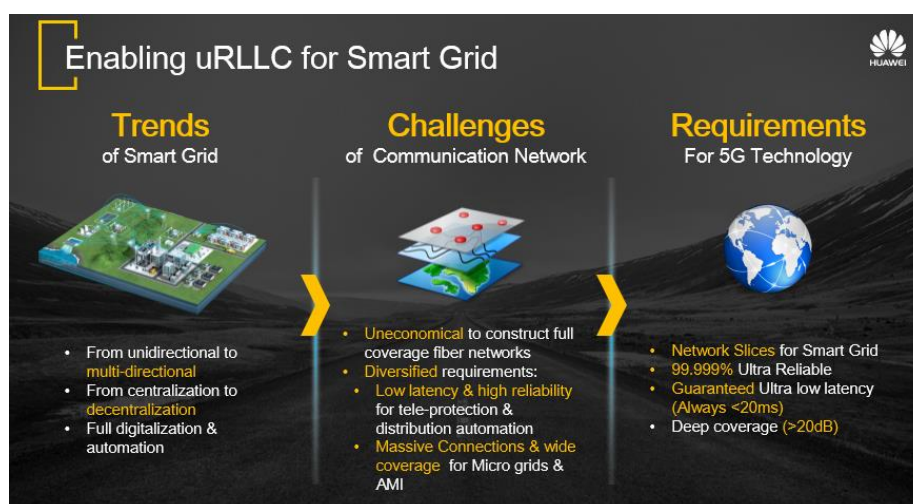 Enabling uRLLC for Smart Grid
HUAWEI
Trends
of Smart Grid
• From unidirectional to
multi-directional
• From centralization to
decentralization
• Full digitalization &
automation
Challenges
of Communication Network
• Uneconomical to construct full
coverage fiber networks
• Diversified requirements:
• Low latency & high reliability
for tele-protection &
distribution automation
• Massive Connections & wide
coverage for Micro grids &
AMI
Requirements
For 5G Technology
• Network Slices for Smart Grid
• 99.999% Ultra Reliable
• Guaranteed Ultra low latency
(Always <20ms)
• Deep coverage (>20dB)